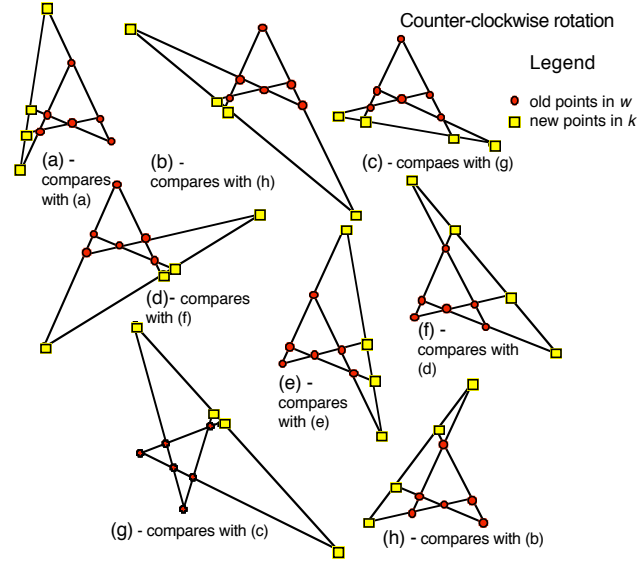 Counter-clockwise rotation
Legend
old points in w
new points in k
(a) -
compares
with (a)
(b) -
compares with (h)
(c) - compaes with (g)
(d)- compares
with (f)
(e) -
compares
with (e)
(f) -
compares with
(d)
(g) - compares with (c)
(h) - compares with (b)